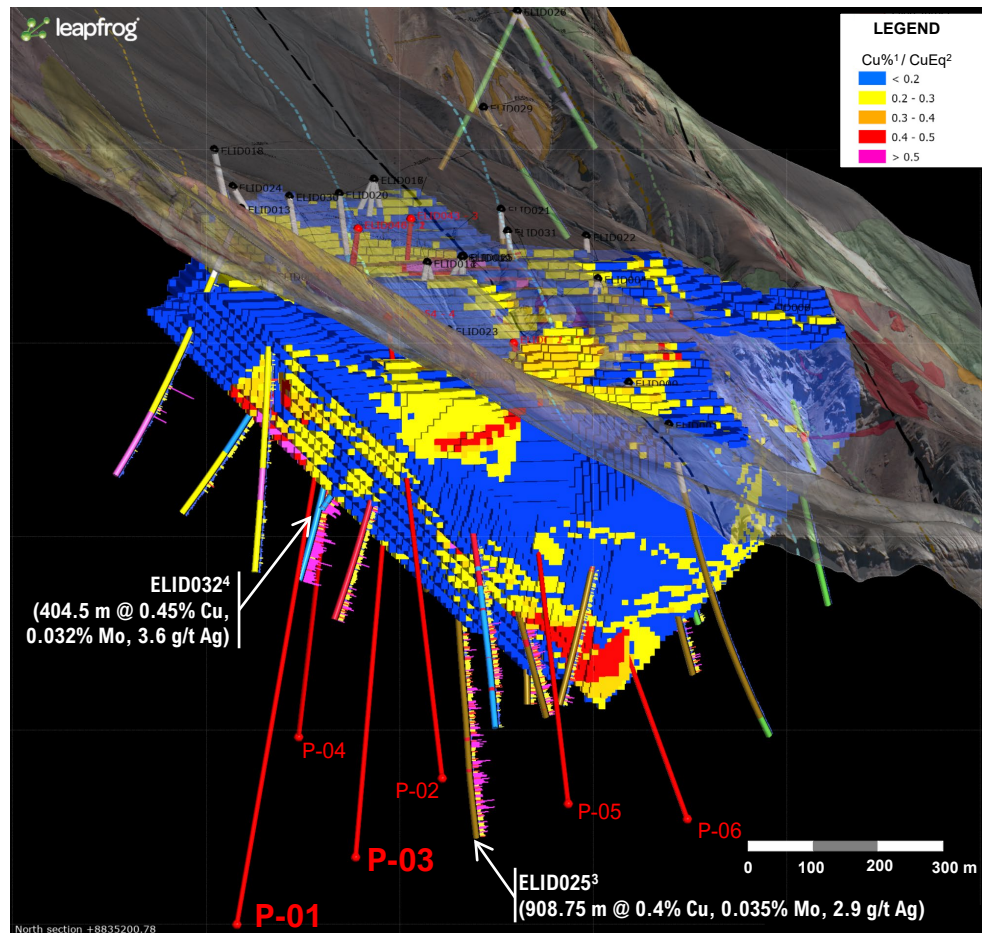 leapfrog
LEGEND
Cu%¹ / CuEq²
< 0.2
0.2 - 0.3
0.3 - 0.4
0.4 - 0.5
> 0.5
ELID029
ELID018
ELID024
ELID013
ELID030
ELID020
ELID021
ELID031
ELID022
ELID023
ELID032⁴
(404.5 m @ 0.45% Cu,
0.032% Mo, 3.6 g/t Ag)
P-04
P-02
P-05
P-06
P-03
P-01
0 100 200 300 m
ELID025³
(908.75 m @ 0.4% Cu, 0.035% Mo, 2.9 g/t Ag)
North section +8835200.78